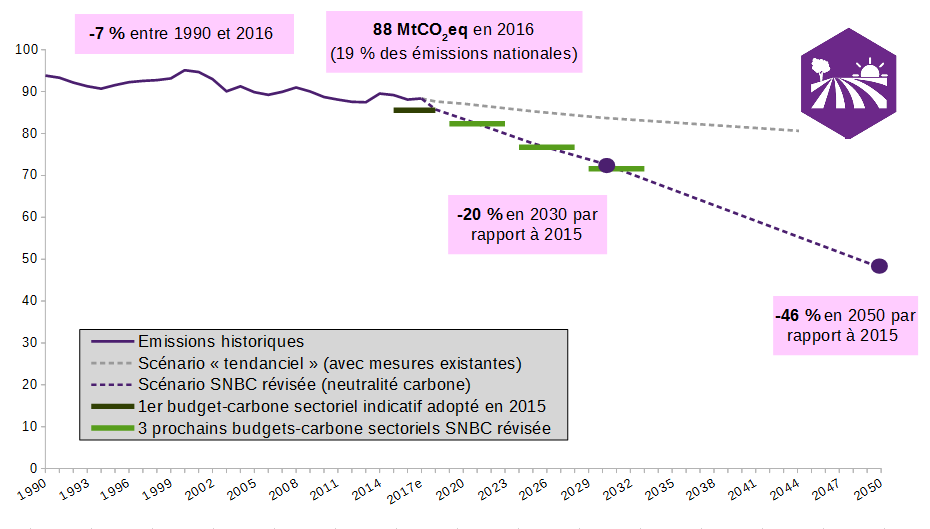 -7 % entre 1990 et 2016
88 MtCO2eq en 2016
(19 % des émissions nationales)
100
90
80
70
60
50
40
30
20
10
0
-20 % en 2030 par
rapport à 2015
-46 % en 2050 par
rapport à 2015
Emissions historiques
Scénario « tendanciel » (avec mesures existantes)
Scénario SNBC révisée (neutralité carbone)
1er budget-carbone sectoriel indicatif adopté en 2015
3 prochains budgets-carbone sectoriels SNBC révisée
1990 1993 1996 1999 2002 2005 2008 2011 2014 2017e 2020 2023 2026 2029 2032 2035 2038 2041 2044 2047 2050